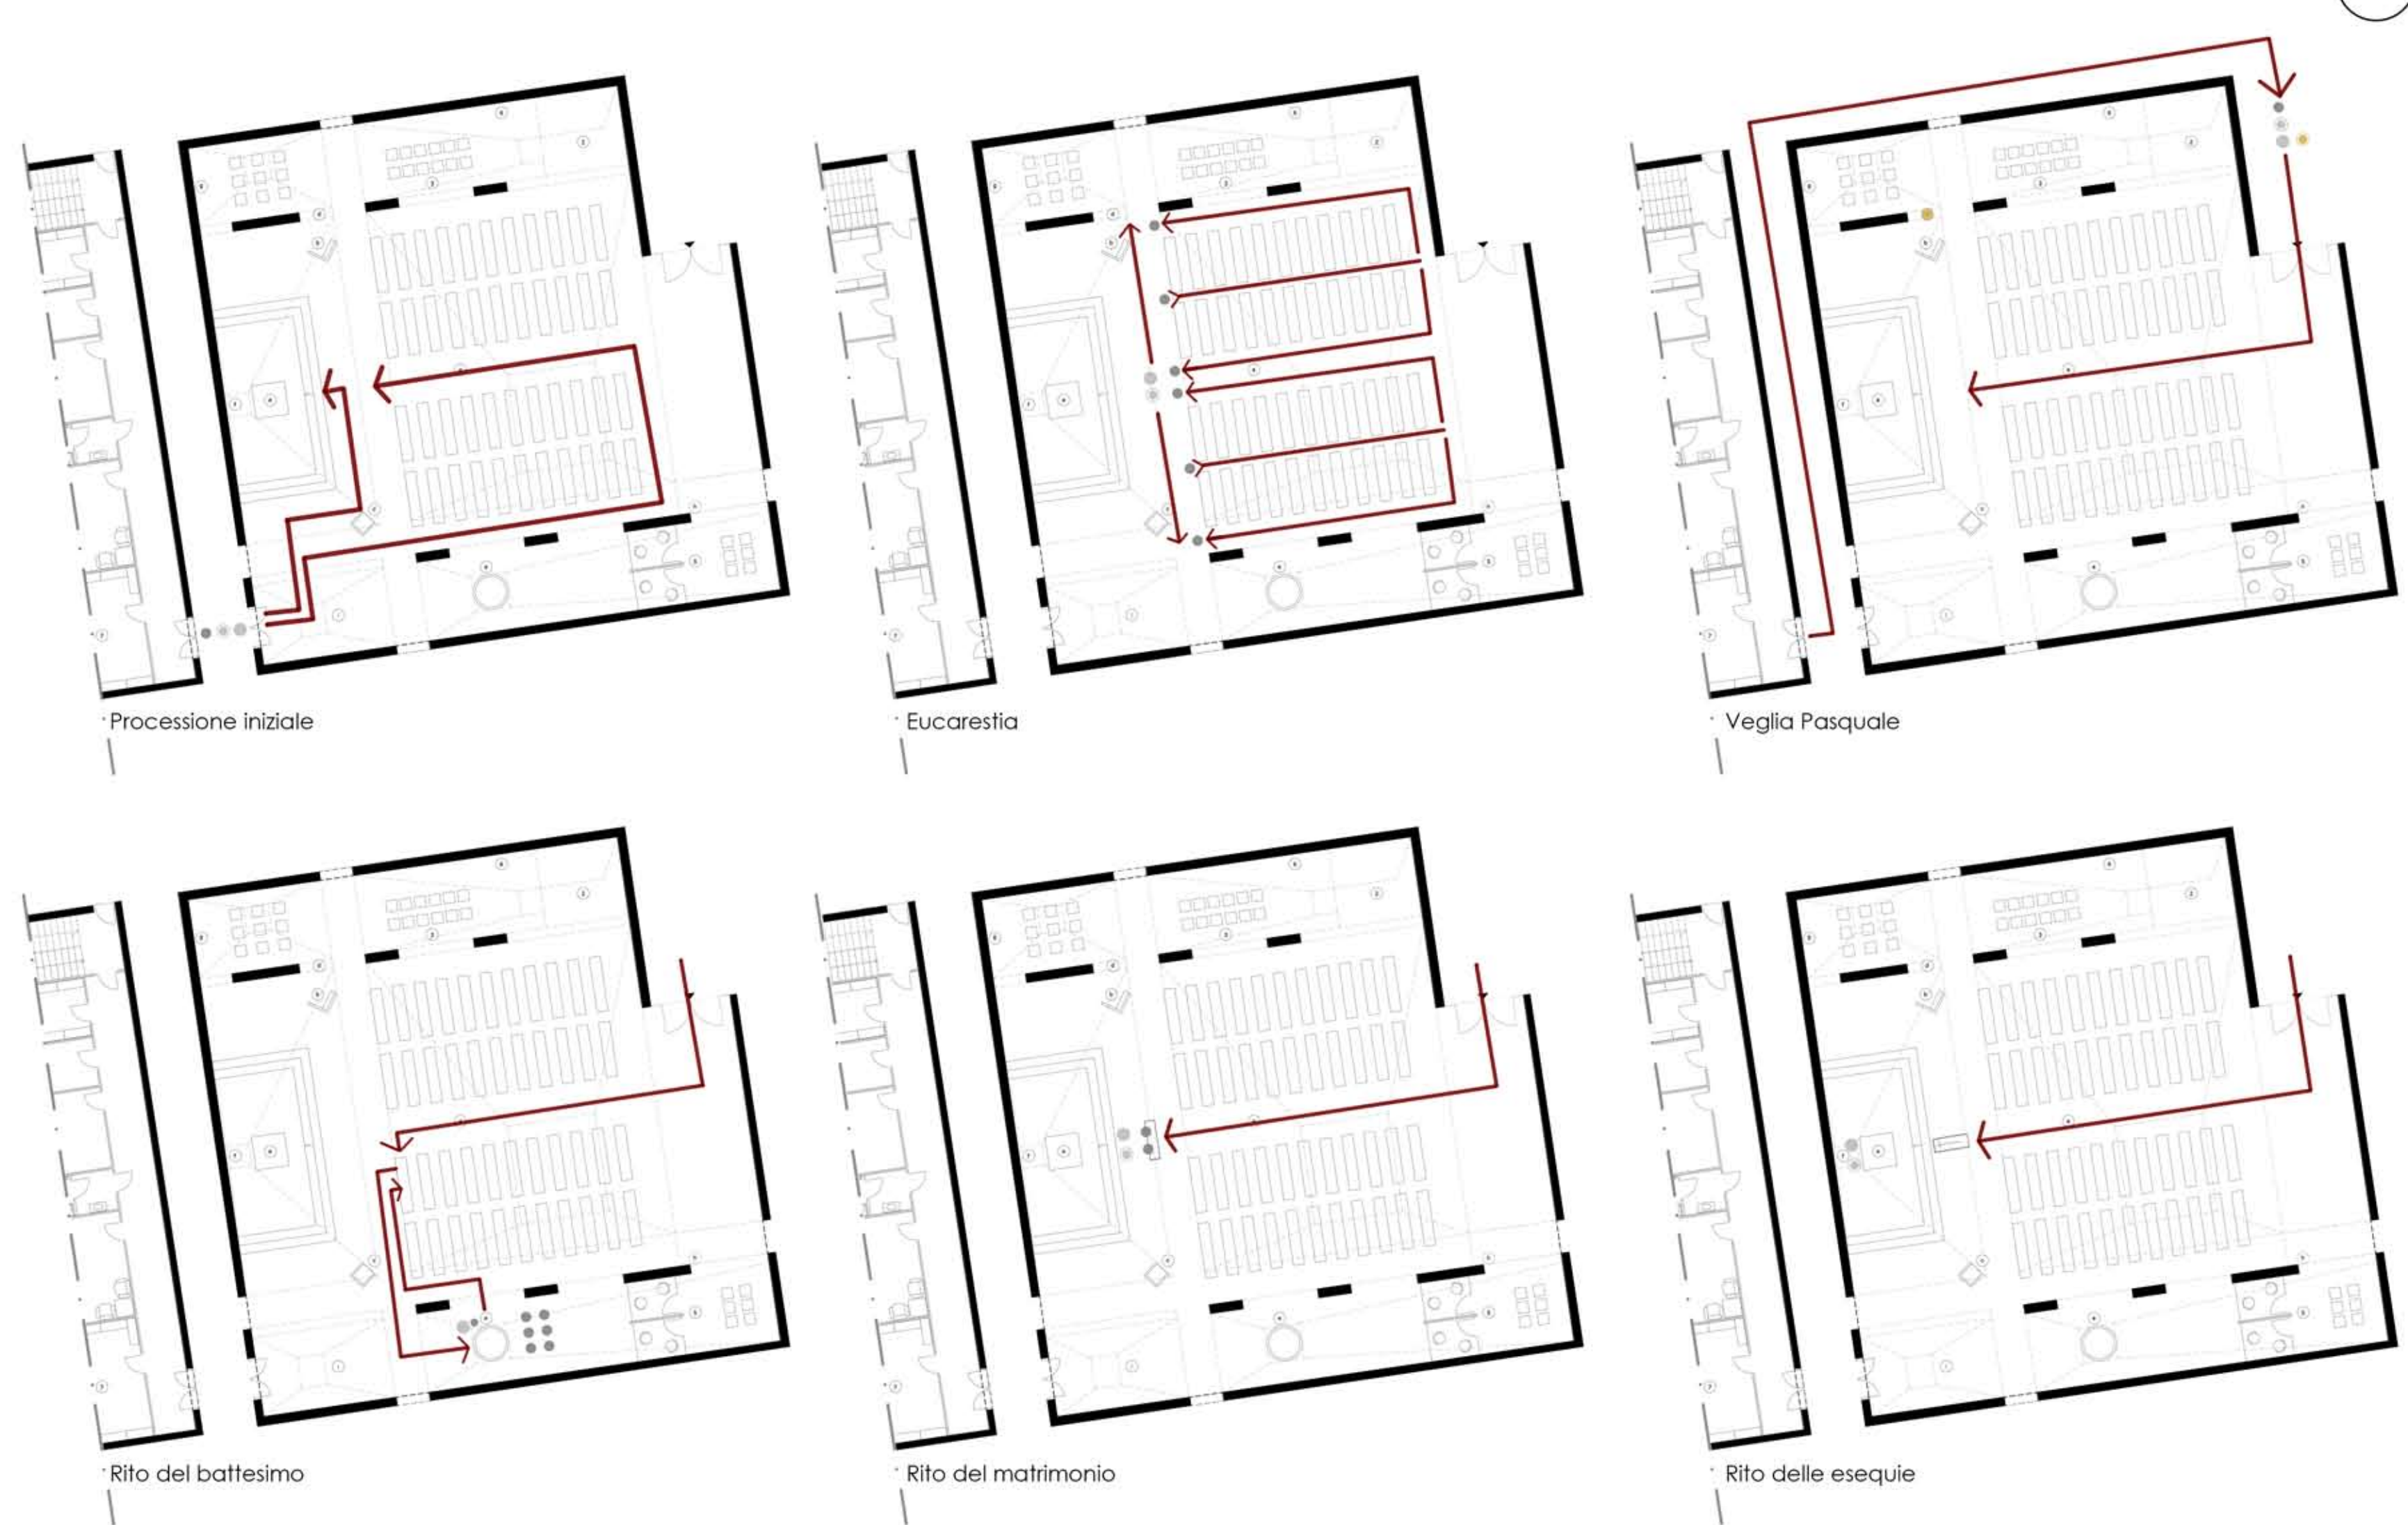 Processione iniziale
Eucarestia
Veglia Pasquale
Rito del battesimo
Rito del matrimonio
Rito delle esequie